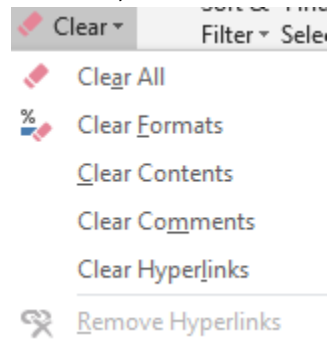 Clear
Filter
Clear All
%
Clear Formats
Clear Contents
Clear Comments
Clear Hyperlinks
Remove Hyperlinks